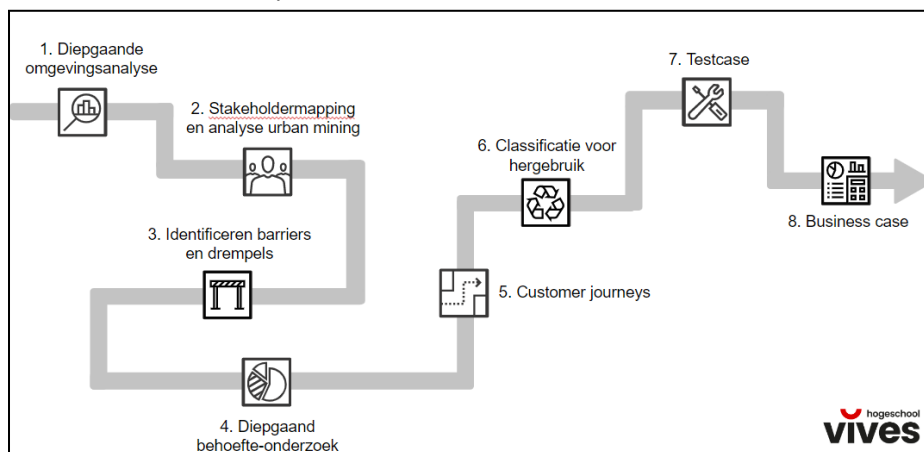 1. Diepgaande
omgevingsanalyse
2. Stakeholdermapping
en analyse urban mining
3. Identificeren barriers
en drempels
4. Diepgaand
behoefte-onderzoek
5. Customer journeys
6. Classificatie voor
hergebruik
7. Testcase
8. Business case
hogeschool
vives